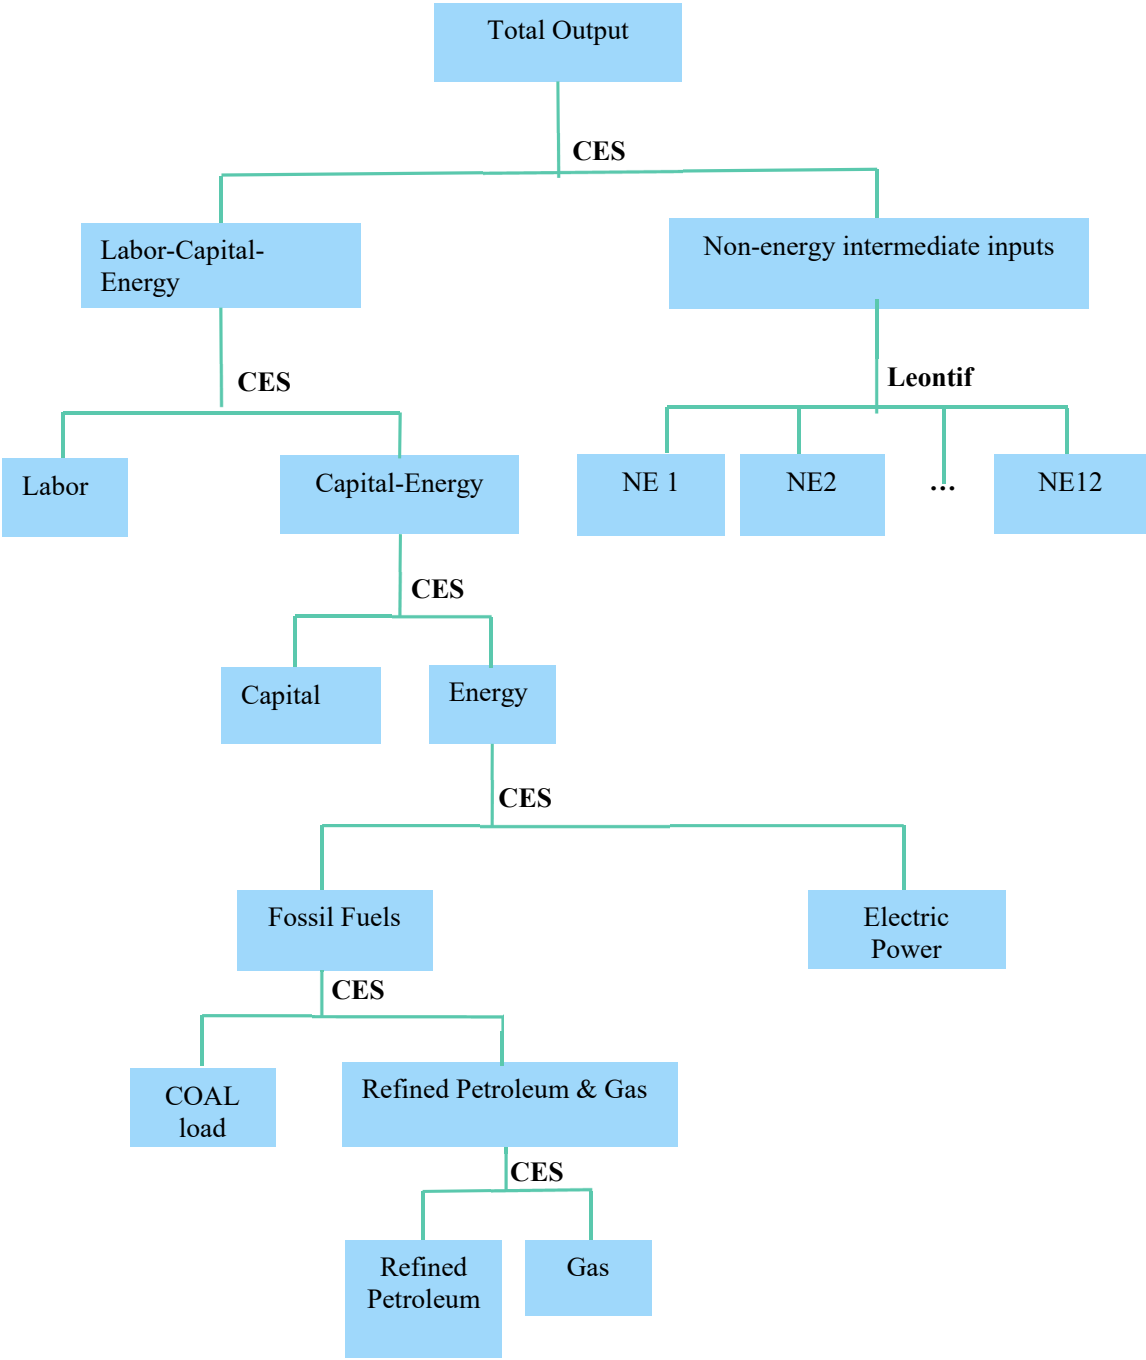 Total Output
CES
Labor-Capital-
Energy
Non-energy intermediate inputs
CES
Leontif
Labor
Capital-Energy
NE 1
NE2
...
NE12
CES
Capital
Energy
CES
Fossil Fuels
Electric
Power
CES
COAL
load
Refined Petroleum & Gas
CES
Refined
Petroleum
Gas